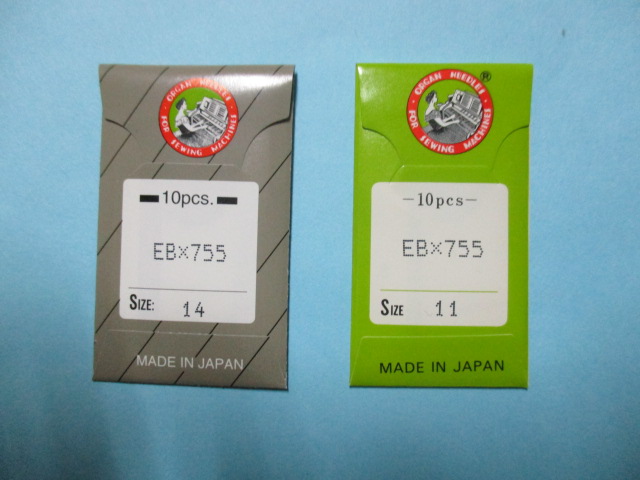 ORGAN NEEDLES
FOR SEWING MACHINES
10pcs.
EB×755
SIZE: 14
MADE IN JAPAN
ORGAN NEEDLES ®
FOR SEWING MACHINES
-10pcs-
EB×755
SIZE 11
MADE IN JAPAN